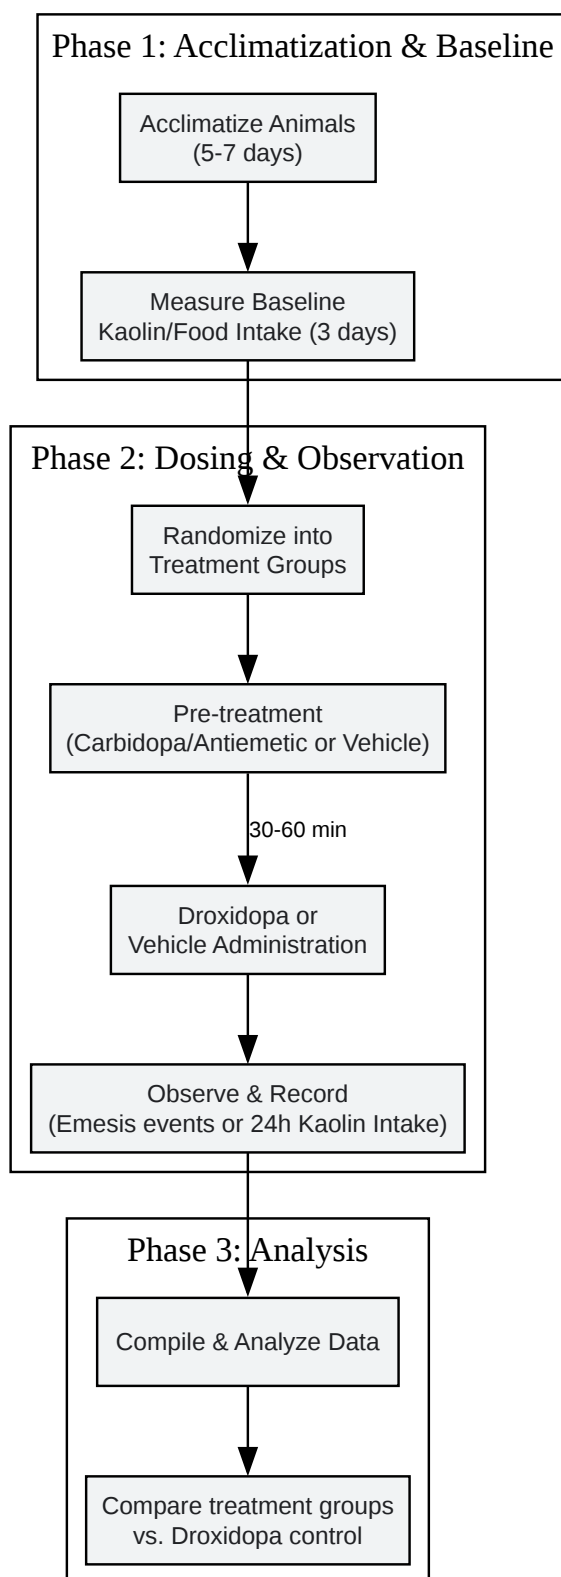 Phase 1: Acclimatization & Baseline
Acclimatize Animals
(5-7 days)
Measure Baseline
Kaolin/Food Intake (3 days)
Phase 2: Dosing & Observation
Randomize into
Treatment Groups
Pre-treatment
(Carbidopa/Antiemetic or Vehicle)
30-60 min
Droxidopa or
Vehicle Administration
Observe & Record
(Emesis events or 24h Kaolin Intake)
Phase 3: Analysis
Compile & Analyze Data
Compare treatment groups
vs. Droxidopa control